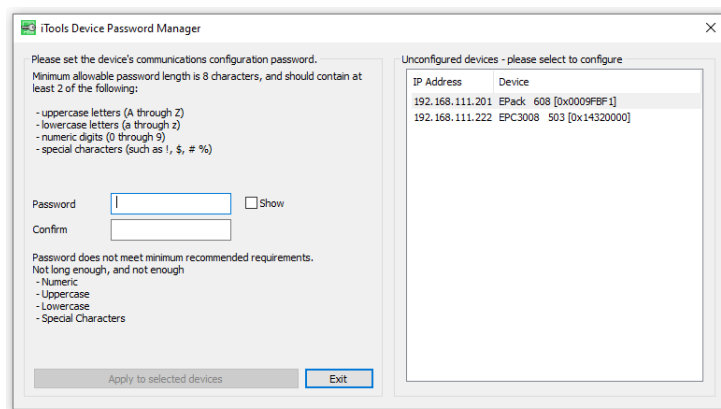 iTools Device Password Manager
Please set the device's communications configuration password.
Minimum allowable password length is 8 characters, and should contain at
least 2 of the following:
- uppercase letters (A through Z)
- lowercase letters (a through z)
- numeric digits (0 through 9)
- special characters (such as !, $, # %)
Password
Show
Confirm
Password does not meet minimum recommended requirements.
Not long enough, and not enough
- Numeric
- Uppercase
- Lowercase
- Special Characters
Apply to selected devices
Exit
Unconfigured devices - please select to configure
IP Address Device
192.168.111.201 EPack 608 [0x0009FBF1]
192.168.111.222 EPC3008 503 [0x14320000]